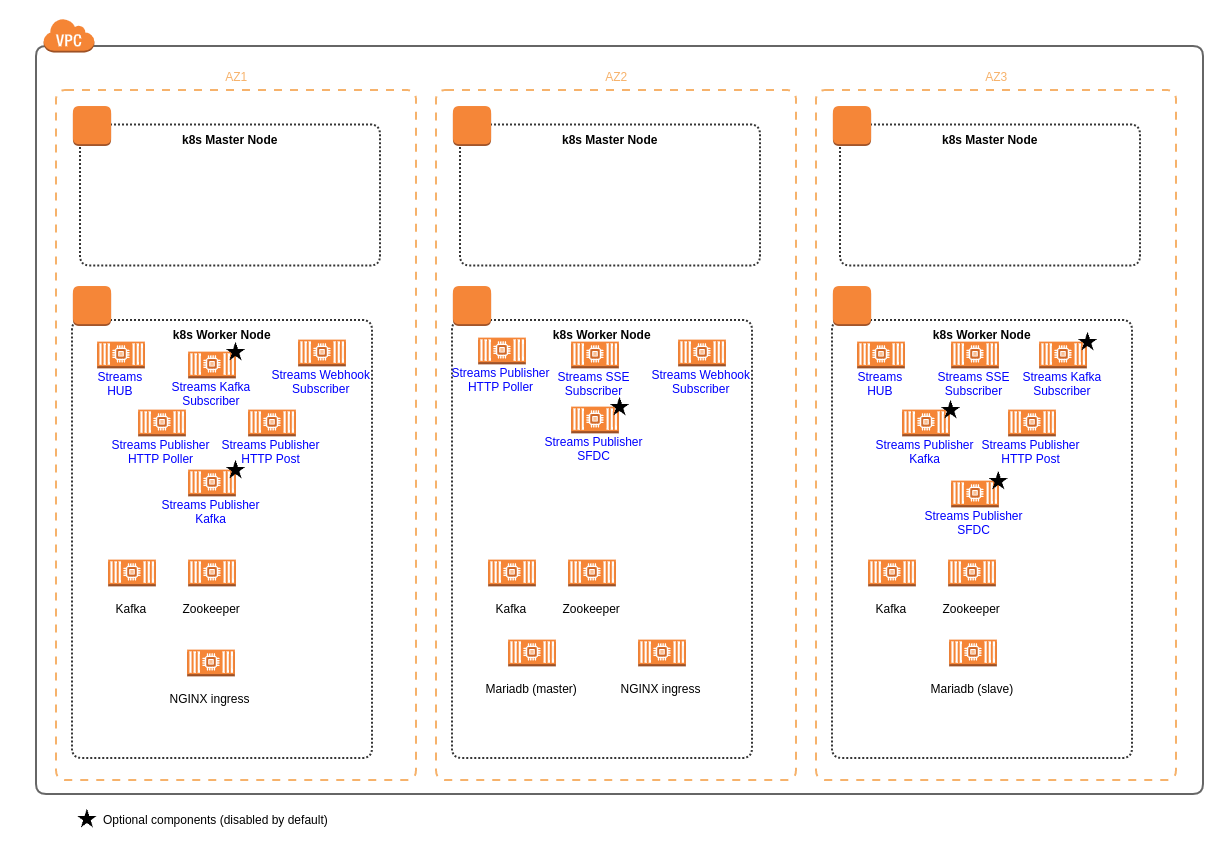 VPC
AZ1
AZ2
AZ3
k8s Master Node
k8s Master Node
k8s Master Node
k8s Worker Node
Streams
HUB
Streams Kafka
Subscriber
Streams Webhook
Subscriber
Streams Publisher
HTTP Poller
Streams Publisher
HTTP Post
Streams Publisher
Kafka
Kafka
Zookeeper
NGINX ingress
k8s Worker Node
Streams Publisher
HTTP Poller
Streams SSE
Subscriber
Streams Webhook
Subscriber
Streams Publisher
SFDC
Kafka
Zookeeper
Mariadb (master)
NGINX ingress
k8s Worker Node
Streams
HUB
Streams SSE
Subscriber
Streams Kafka
Subscriber
Streams Publisher
Kafka
Streams Publisher
HTTP Post
Streams Publisher
SFDC
Kafka
Zookeeper
Mariadb (slave)
Optional components (disabled by default)